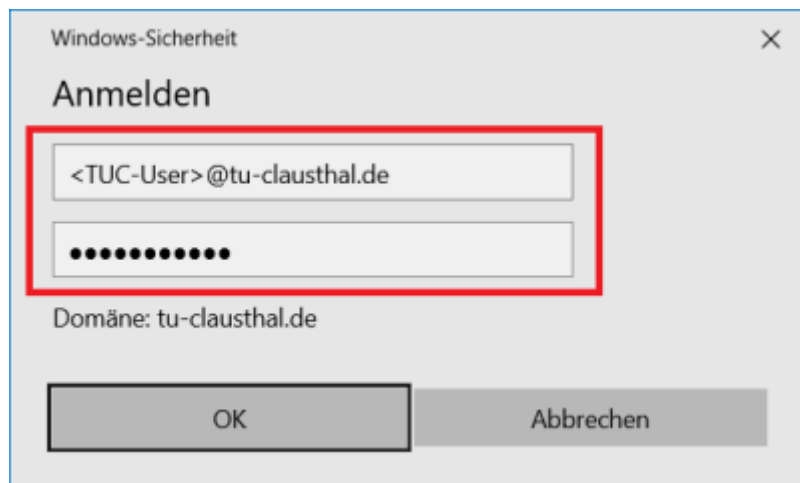 Windows-Sicherheit
Anmelden
<TUC-User>@tu-clausthal.de
●●●●●●●●●●●
Domäne: tu-clausthal.de
OK
Abbrechen